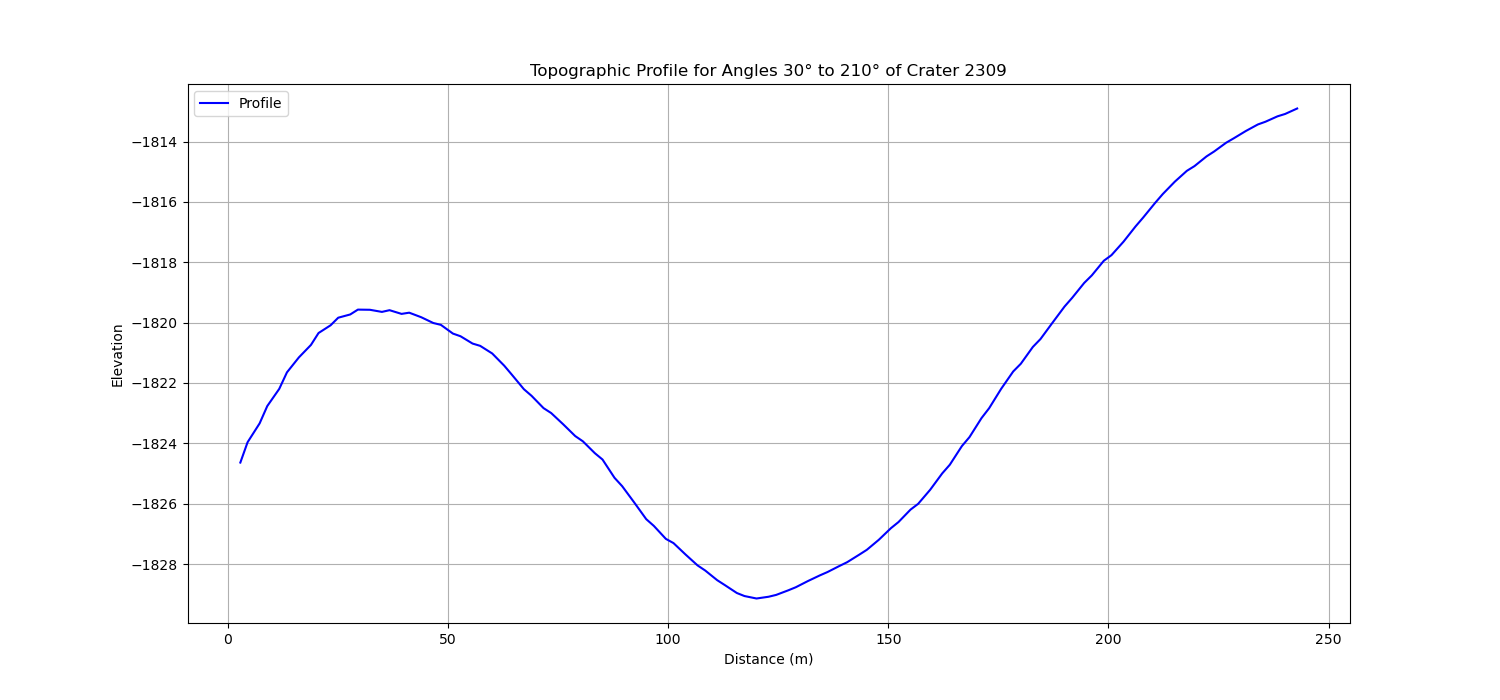 Topographic Profile for Angles 30° to 210° of Crater 2309
Profile
Elevation
−1814
−1816
−1818
−1820
−1822
−1824
−1826
−1828
0 50 100 150 200 250
Distance (m)